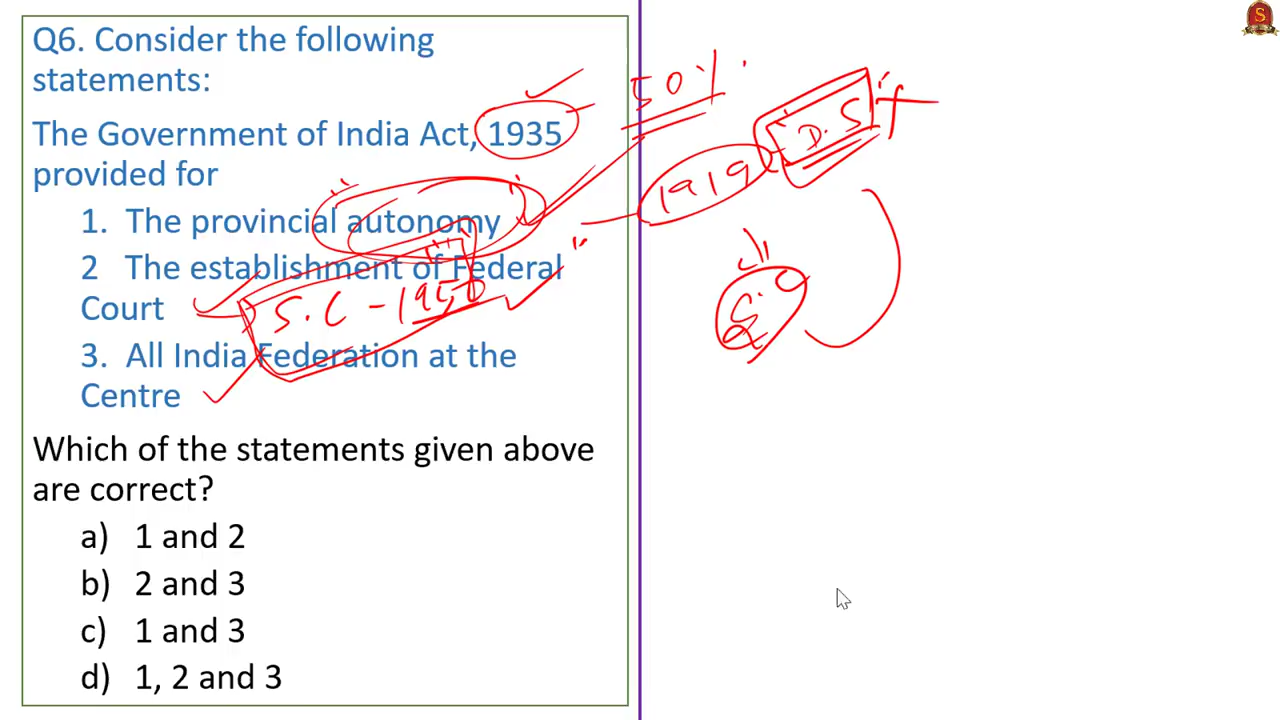 Q6. Consider the following
statements:
The Government of India Act, 1935
provided for
1. The provincial autonomy
2 The establishment of Federal
Court
3. All India Federation at the
Centre
Which of the statements given above
are correct?
a) 1 and 2
b) 2 and 3
c) 1 and 3
d) 1, 2 and 3
50%
1919 - D.S
S.C - 1950
S